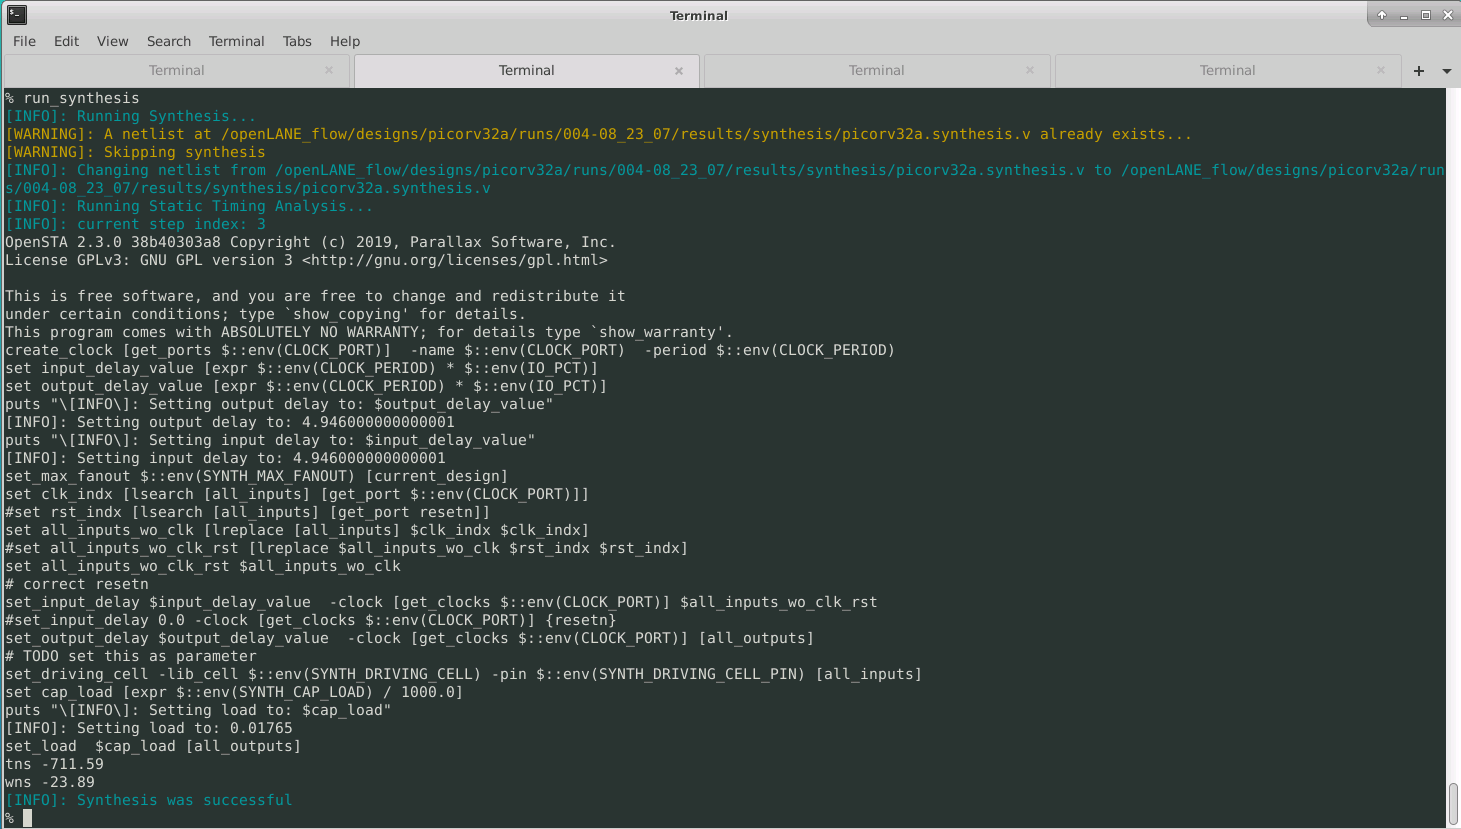 Terminal
File Edit View Search Terminal Tabs Help
Terminal Terminal Terminal Terminal
% run_synthesis
[INFO]: Running Synthesis...
[WARNING]: A netlist at /openLANE_flow/designs/picorv32a/runs/004-08_23_07/results/synthesis/picorv32a.synthesis.v already exists...
[WARNING]: Skipping synthesis
[INFO]: Changing netlist from /openLANE_flow/designs/picorv32a/runs/004-08_23_07/results/synthesis/picorv32a.synthesis.v to /openLANE_flow/designs/picorv32a/run
s/004-08_23_07/results/synthesis/picorv32a.synthesis.v
[INFO]: Running Static Timing Analysis...
[INFO]: current step index: 3
OpenSTA 2.3.0 38b40303a8 Copyright (c) 2019, Parallax Software, Inc.
License GPLv3: GNU GPL version 3 <http://gnu.org/licenses/gpl.html>
This is free software, and you are free to change and redistribute it
under certain conditions; type `show_copying' for details.
This program comes with ABSOLUTELY NO WARRANTY; for details type `show_warranty'.
create_clock [get_ports $::env(CLOCK_PORT)]  -name $::env(CLOCK_PORT)  -period $::env(CLOCK_PERIOD)
set input_delay_value [expr $::env(CLOCK_PERIOD) * $::env(IO_PCT)]
set output_delay_value [expr $::env(CLOCK_PERIOD) * $::env(IO_PCT)]
puts "\[INFO\]: Setting output delay to: $output_delay_value"
[INFO]: Setting output delay to: 4.946000000000001
puts "\[INFO\]: Setting input delay to: $input_delay_value"
[INFO]: Setting input delay to: 4.946000000000001
set_max_fanout $::env(SYNTH_MAX_FANOUT) [current_design]
set clk_indx [lsearch [all_inputs] [get_port $::env(CLOCK_PORT)]]
#set rst_indx [lsearch [all_inputs] [get_port resetn]]
set all_inputs_wo_clk [lreplace [all_inputs] $clk_indx $clk_indx]
#set all_inputs_wo_clk_rst [lreplace $all_inputs_wo_clk $rst_indx $rst_indx]
set all_inputs_wo_clk_rst $all_inputs_wo_clk
# correct resetn
set_input_delay $input_delay_value  -clock [get_clocks $::env(CLOCK_PORT)] $all_inputs_wo_clk_rst
#set_input_delay 0.0 -clock [get_clocks $::env(CLOCK_PORT)] {resetn}
set_output_delay $output_delay_value  -clock [get_clocks $::env(CLOCK_PORT)] [all_outputs]
# TODO set this as parameter
set_driving_cell -lib_cell $::env(SYNTH_DRIVING_CELL) -pin $::env(SYNTH_DRIVING_CELL_PIN) [all_inputs]
set cap_load [expr $::env(SYNTH_CAP_LOAD) / 1000.0]
puts "\[INFO\]: Setting load to: $cap_load"
[INFO]: Setting load to: 0.01765
set_load  $cap_load [all_outputs]
tns -711.59
wns -23.89
[INFO]: Synthesis was successful
%